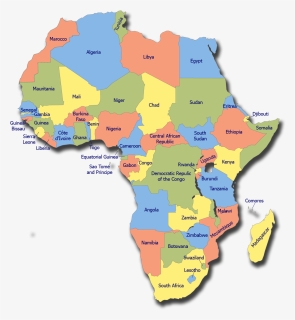 Tunisia
Morocco
Algeria
Libya
Egypt
Mauritania
Mali
Niger
Chad
Sudan
Eritrea
Djibouti
Senegal
Gambia
Guinea
Bissau
Guinea
Burkina
Faso
Sierra
Leone
Liberia
Côte
d'Ivoire
Ghana
Togo
Benin
Nigeria
Cameroon
Central African
Republic
South
Sudan
Ethiopia
Somalia
Equatorial Guinea
Sao Tome
and Principe
Gabon
Congo
Democratic Republic
of the Congo
Rwanda
Uganda
Kenya
Burundi
Tanzania
Comoros
Angola
Zambia
Malawi
Mozambique
Zimbabwe
Madagascar
Namibia
Botswana
Swaziland
Lesotho
South Africa